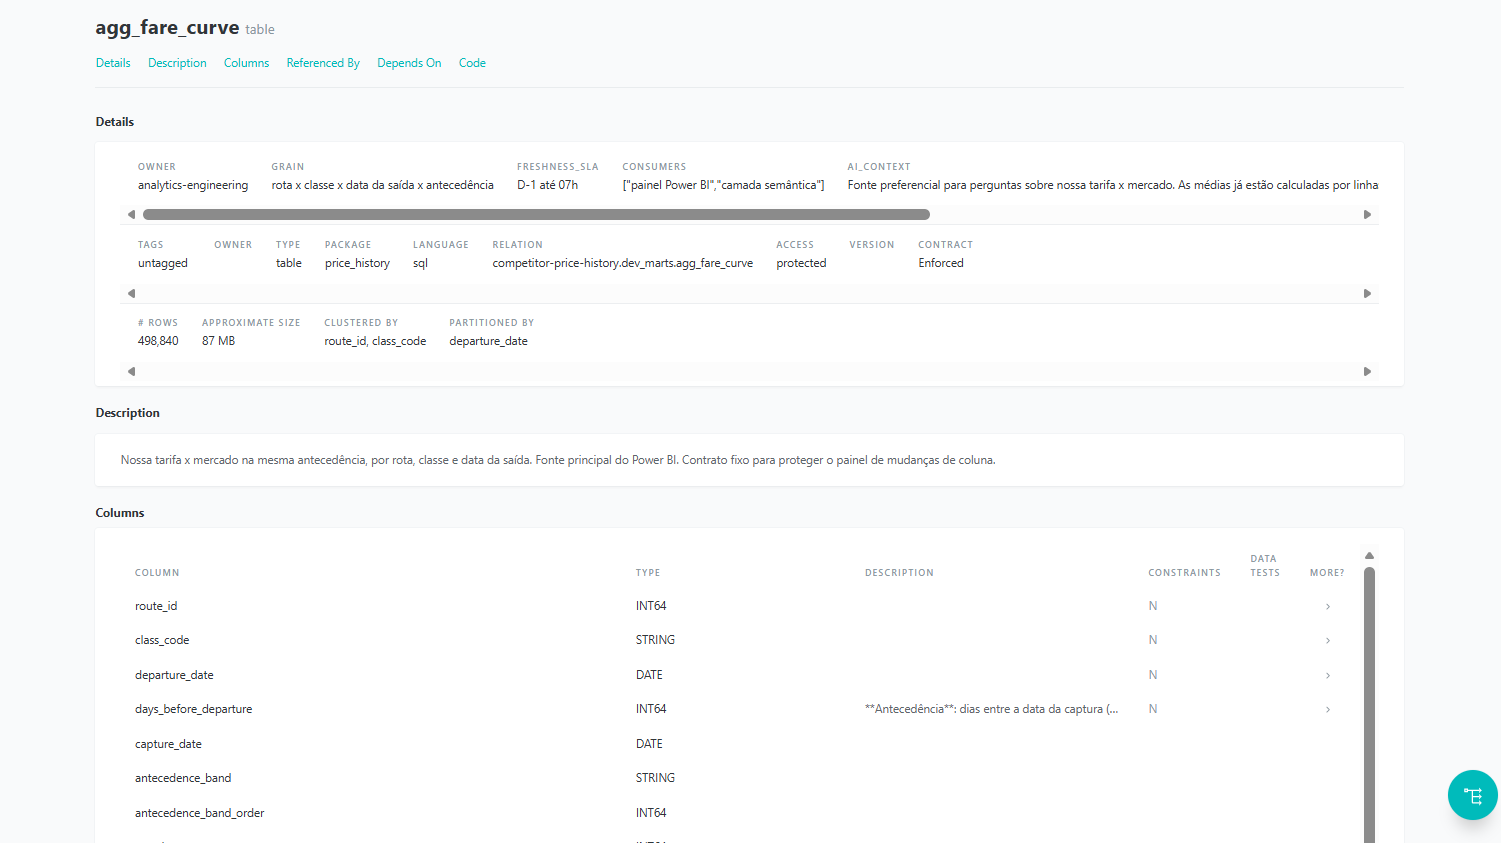 agg_fare_curve table
Details Description Columns Referenced By Depends On Code
Details
OWNER GRAIN FRESHNESS_SLA CONSUMERS AI_CONTEXT
analytics-engineering rota x classe x data da saída x antecedência D-1 até 07h ["painel Power BI","camada semântica"] Fonte preferencial para perguntas sobre nossa tarifa x mercado. As médias já estão calculadas por linha
TAGS OWNER TYPE PACKAGE LANGUAGE RELATION ACCESS VERSION CONTRACT
untagged table price_history sql competitor-price-history.dev_marts.agg_fare_curve protected Enforced
# ROWS APPROXIMATE SIZE CLUSTERED BY PARTITIONED BY
498,840 87 MB route_id, class_code departure_date
Description
Nossa tarifa x mercado na mesma antecedência, por rota, classe e data da saída. Fonte principal do Power BI. Contrato fixo para proteger o painel de mudanças de coluna.
Columns
COLUMN TYPE DESCRIPTION CONSTRAINTS DATA TESTS MORE?
route_id INT64 N
class_code STRING N
departure_date DATE N
days_before_departure INT64 **Antecedência**: dias entre a data da captura (... N
capture_date DATE
antecedence_band STRING
antecedence_band_order INT64